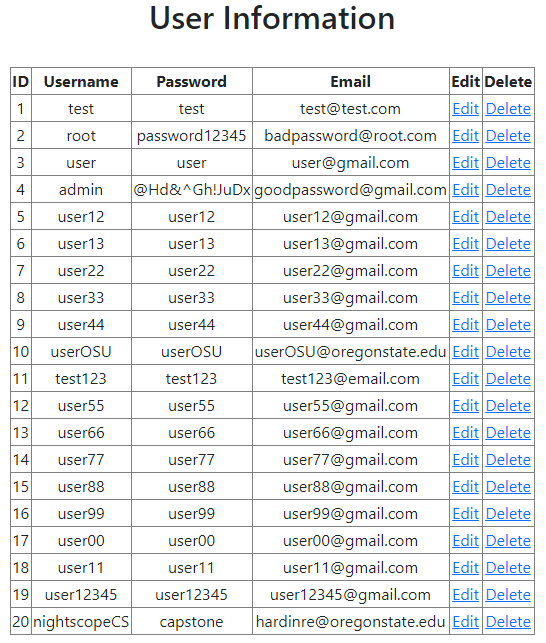 User Information
ID Username Password Email Edit Delete
1 test test test@test.com Edit Delete
2 root password12345 badpassword@root.com Edit Delete
3 user user user@gmail.com Edit Delete
4 admin @Hd&^Gh!JuDx goodpassword@gmail.com Edit Delete
5 user12 user12 user12@gmail.com Edit Delete
6 user13 user13 user13@gmail.com Edit Delete
7 user22 user22 user22@gmail.com Edit Delete
8 user33 user33 user33@gmail.com Edit Delete
9 user44 user44 user44@gmail.com Edit Delete
10 userOSU userOSU userOSU@oregonstate.edu Edit Delete
11 test123 test123 test123@email.com Edit Delete
12 user55 user55 user55@gmail.com Edit Delete
13 user66 user66 user66@gmail.com Edit Delete
14 user77 user77 user77@gmail.com Edit Delete
15 user88 user88 user88@gmail.com Edit Delete
16 user99 user99 user99@gmail.com Edit Delete
17 user00 user00 user00@gmail.com Edit Delete
18 user11 user11 user11@gmail.com Edit Delete
19 user12345 user12345 user12345@gmail.com Edit Delete
20 nightscopeCS capstone hardinre@oregonstate.edu Edit Delete